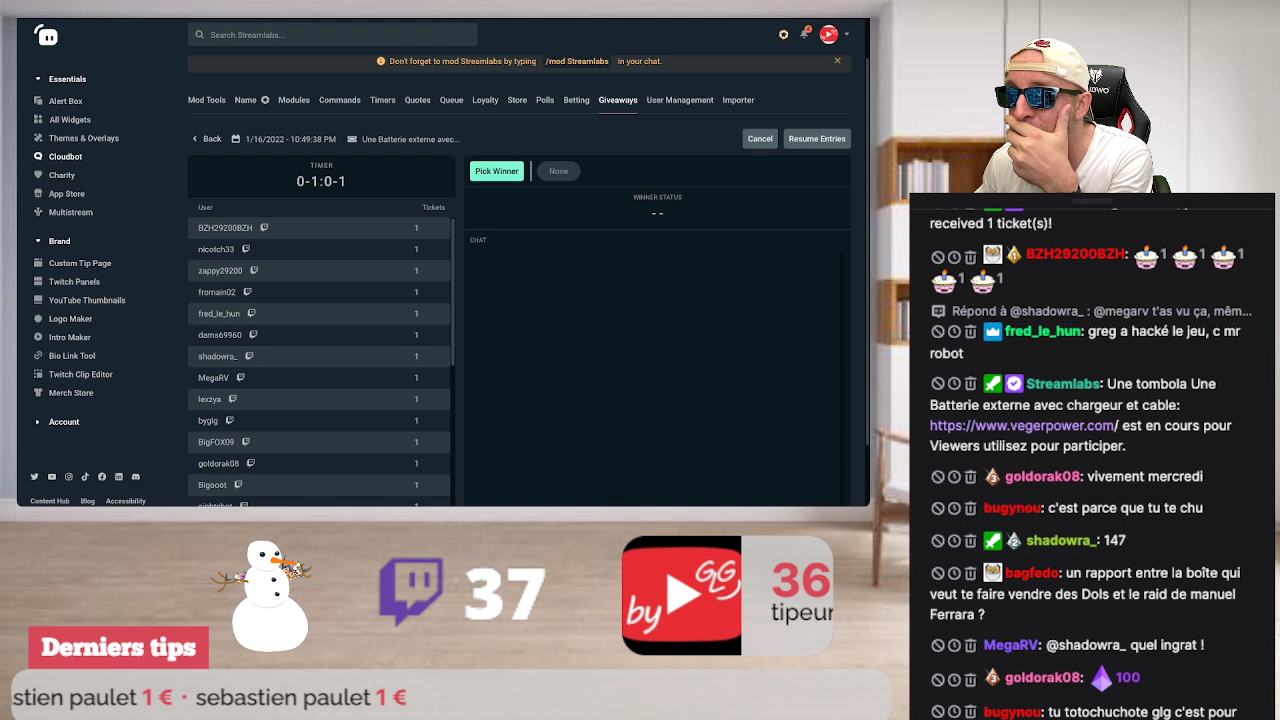 Search Streamlabs...
Don't forget to mod Streamlabs by typing /mod Streamlabs in your chat.
Essentials
Alert Box
All Widgets
Themes & Overlays
Cloudbot
Charity
App Store
Multistream
Brand
Custom Tip Page
Twitch Panels
YouTube Thumbnails
Logo Maker
Intro Maker
Bio Link Tool
Twitch Clip Editor
Merch Store
Account
Content Hub Blog Accessibility
Mod Tools Name Modules Commands Timers Quotes Queue Loyalty Store Polls Betting Giveaways User Management Importer
Back 1/16/2022 - 10:49:38 PM Une Batterie externe avec...
Cancel Resume Entries
TIMER
0-1:0-1
User Tickets
BZH29200BZH 1
nicotch33 1
zappy29200 1
fromain02 1
fred_le_hun 1
dams69960 1
shadowra_ 1
MegaRV 1
lexzya 1
byglg 1
BigFOX09 1
goldorak08 1
Bigooot 1
Pick Winner None
WINNER STATUS
--
CHAT
received 1 ticket(s)!
BZH29200BZH: 1 1 1
1 1
Répond à @shadowra_ : @megarv t'as vu ça, mêm...
fred_le_hun: greg a hacké le jeu, c mr
robot
Streamlabs: Une tombola Une
Batterie externe avec chargeur et cable:
https://www.vegerpower.com/ est en cours pour
Viewers utilisez pour participer.
goldorak08: vivement mercredi
bugynou: c'est parce que tu te chu
shadowra_: 147
bagfedo: un rapport entre la boîte qui
veut te faire vendre des Dols et le raid de manuel
Ferrara ?
MegaRV: @shadowra_ quel ingrat !
goldorak08: 100
bugynou: tu totochuchote glg c'est pour
37
by GLG
36
tipeur
Derniers tips
stien paulet 1 € · sebastien paulet 1 €